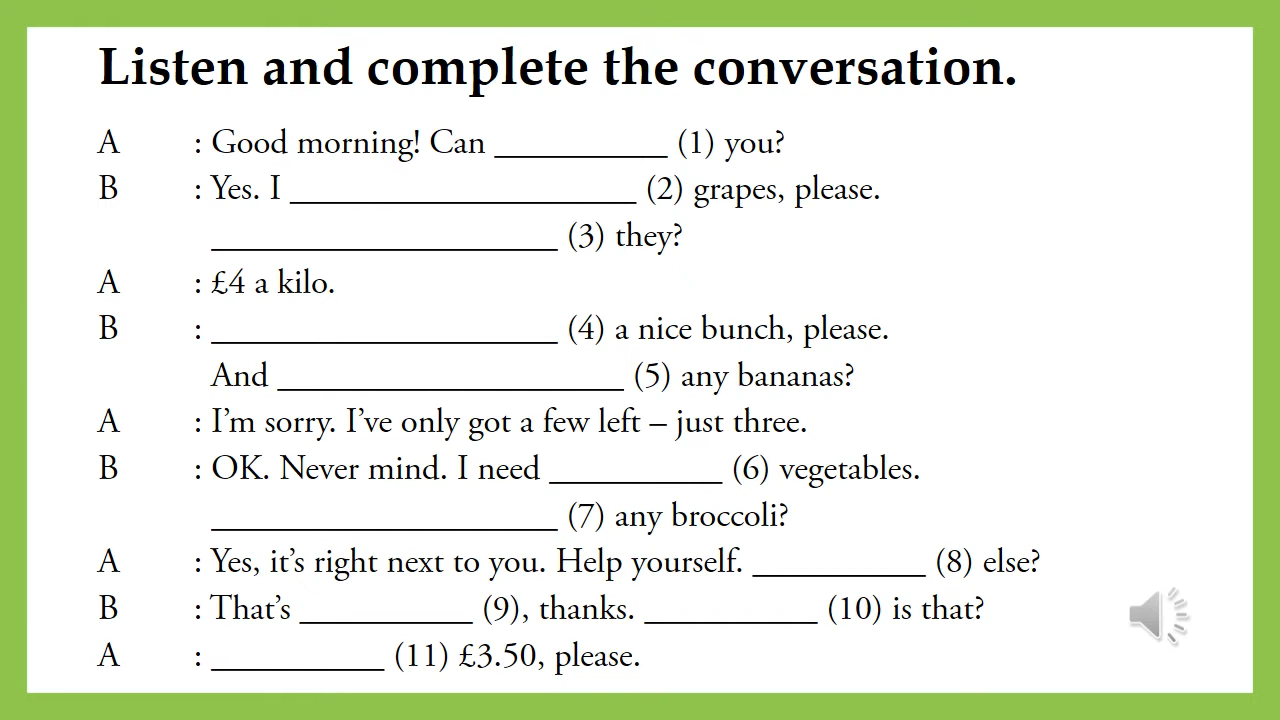 Listen and complete the conversation.
A : Good morning! Can __________ (1) you?
B : Yes. I ____________________ (2) grapes, please.
____________________ (3) they?
A : £4 a kilo.
B : ____________________ (4) a nice bunch, please.
And ____________________ (5) any bananas?
A : I’m sorry. I’ve only got a few left – just three.
B : OK. Never mind. I need __________ (6) vegetables.
____________________ (7) any broccoli?
A : Yes, it’s right next to you. Help yourself. __________ (8) else?
B : That’s __________ (9), thanks. __________ (10) is that?
A : __________ (11) £3.50, please.